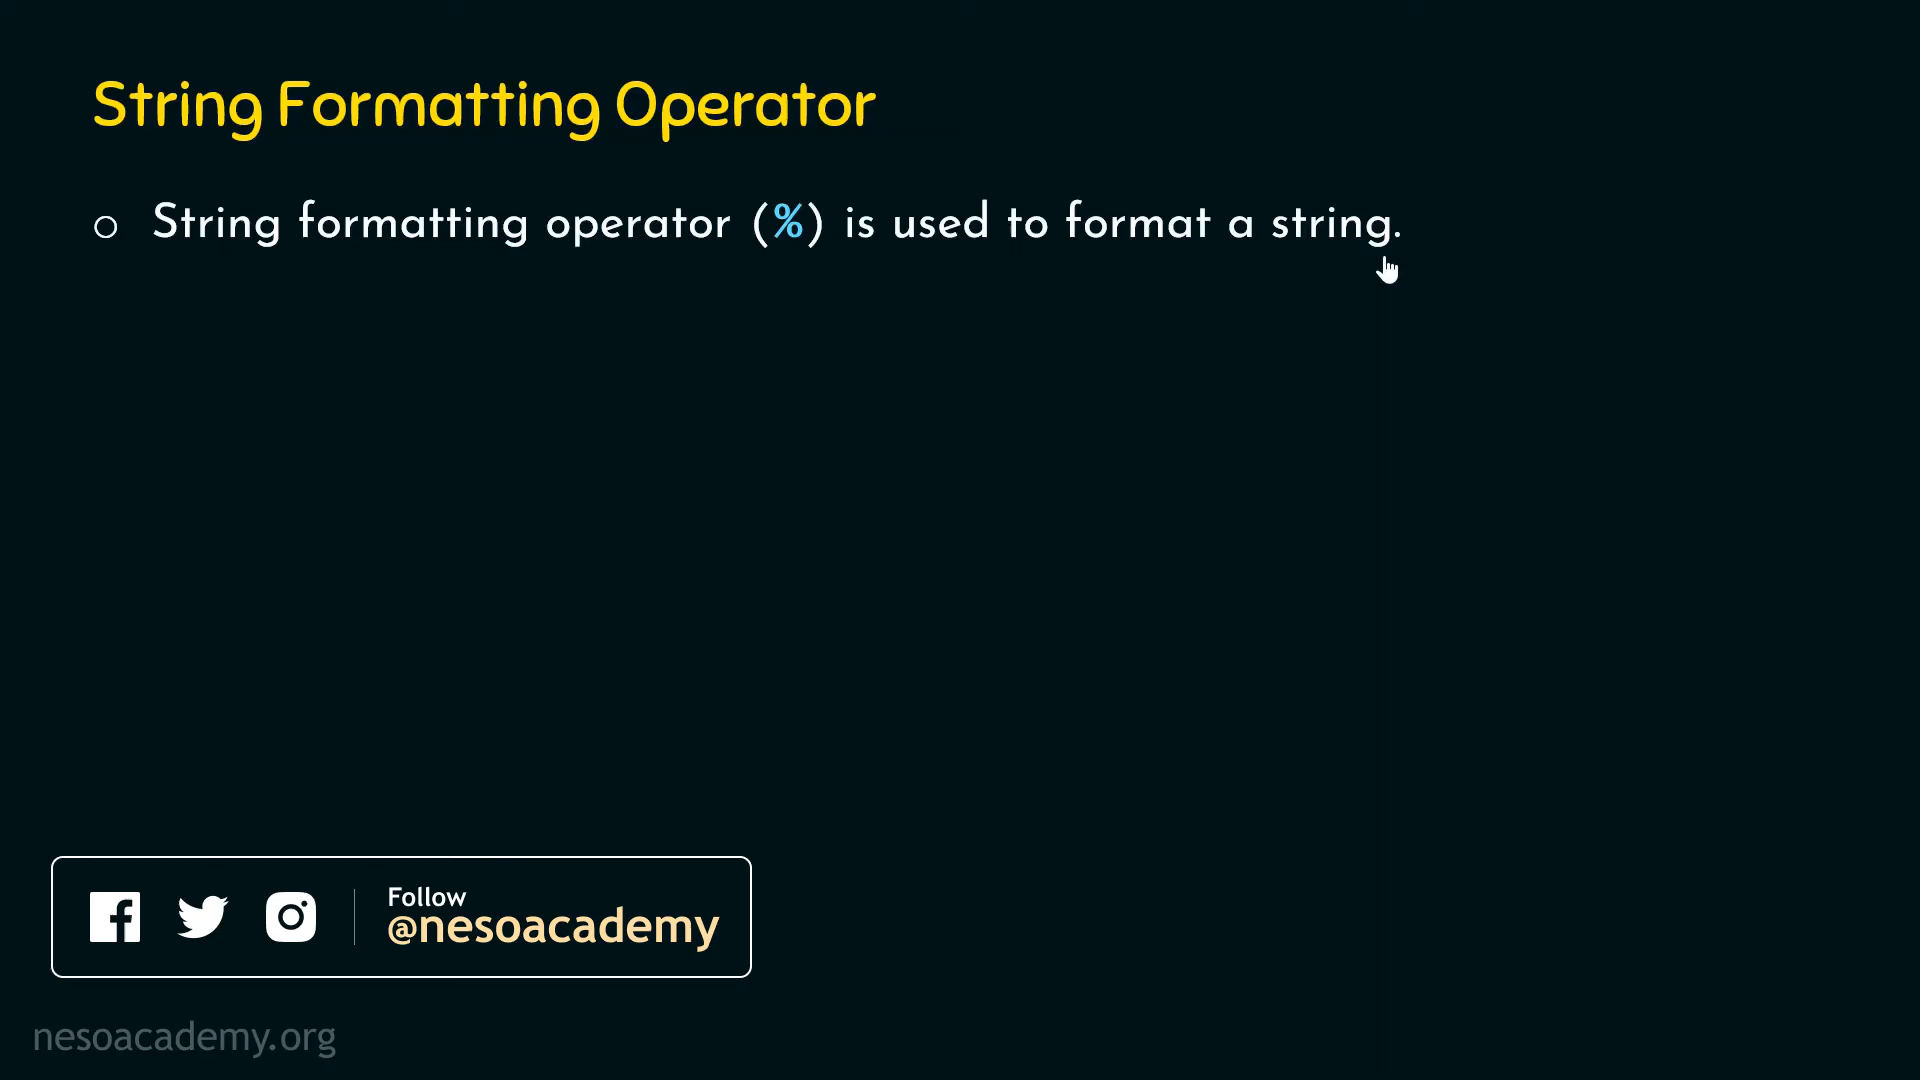 String Formatting Operator
○ String formatting operator (%) is used to format a string.
Follow
@nesoacademy
nesoacademy.org